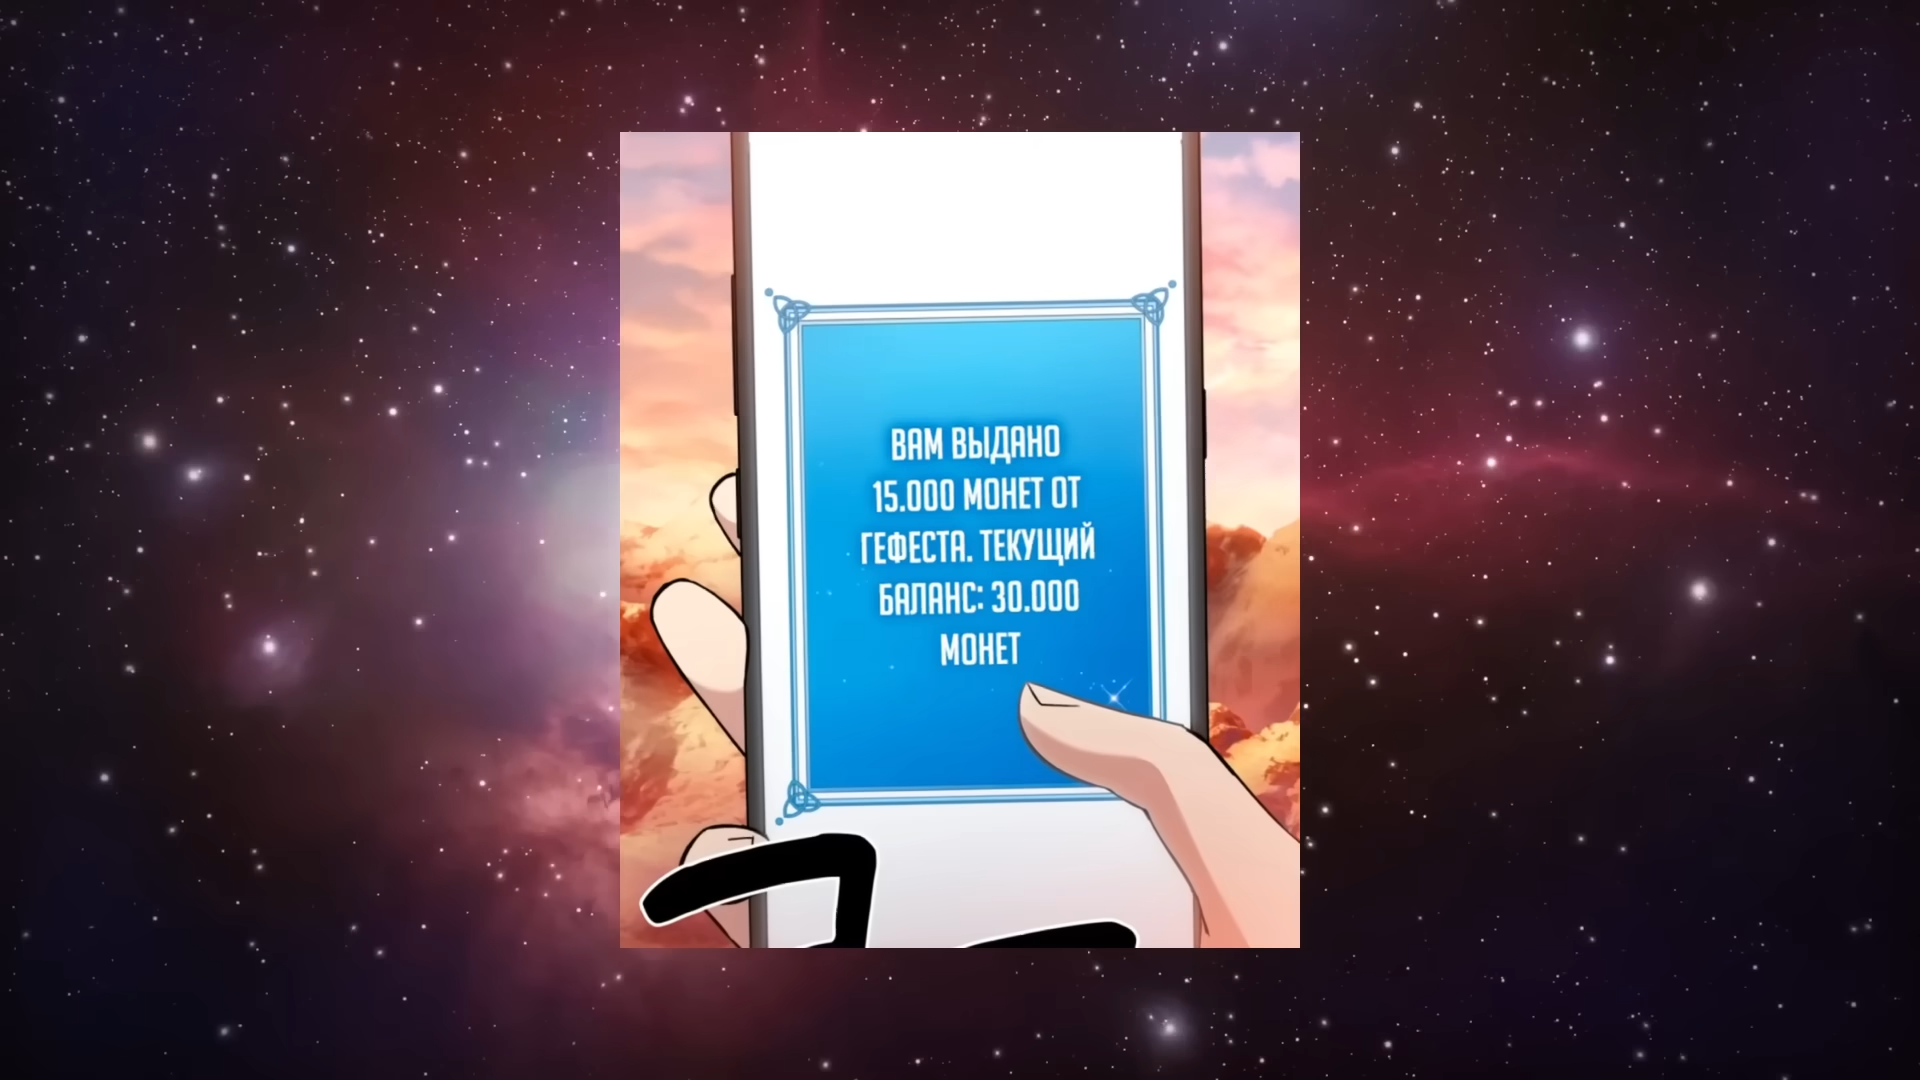 ВАМ ВЫДАНО
15.000 МОНЕТ ОТ
ГЕФЕСТА. ТЕКУЩИЙ
БАЛАНС: 30.000
МОНЕТ